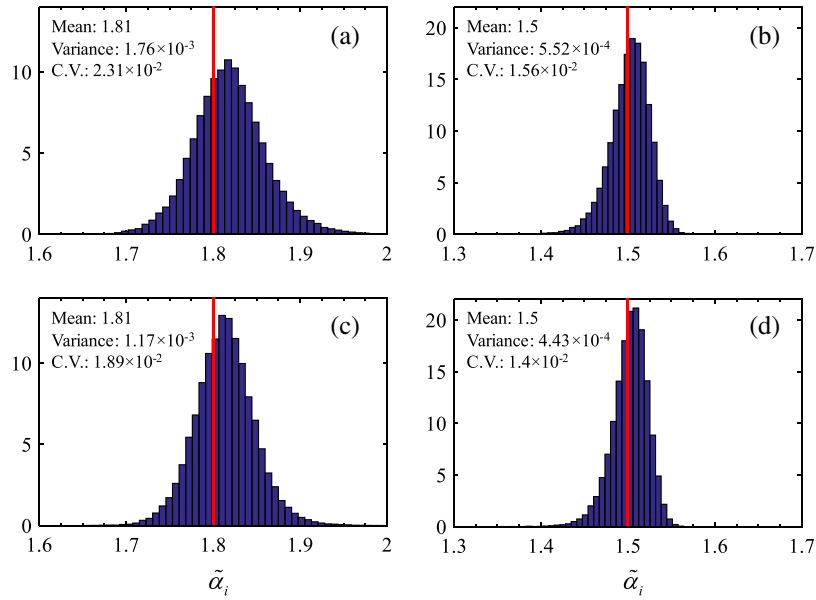 Mean: 1.81
Variance: 1.76×10⁻³
C.V.: 2.31×10⁻²
(a)
10
5
0
1.6 1.7 1.8 1.9 2
Mean: 1.5
Variance: 5.52×10⁻⁴
C.V.: 1.56×10⁻²
(b)
20
15
10
5
0
1.3 1.4 1.5 1.6 1.7
Mean: 1.81
Variance: 1.17×10⁻³
C.V.: 1.89×10⁻²
(c)
10
5
0
1.6 1.7 1.8 1.9 2
α̃ᵢ
Mean: 1.5
Variance: 4.43×10⁻⁴
C.V.: 1.4×10⁻²
(d)
20
15
10
5
0
1.3 1.4 1.5 1.6 1.7
α̃ᵢ